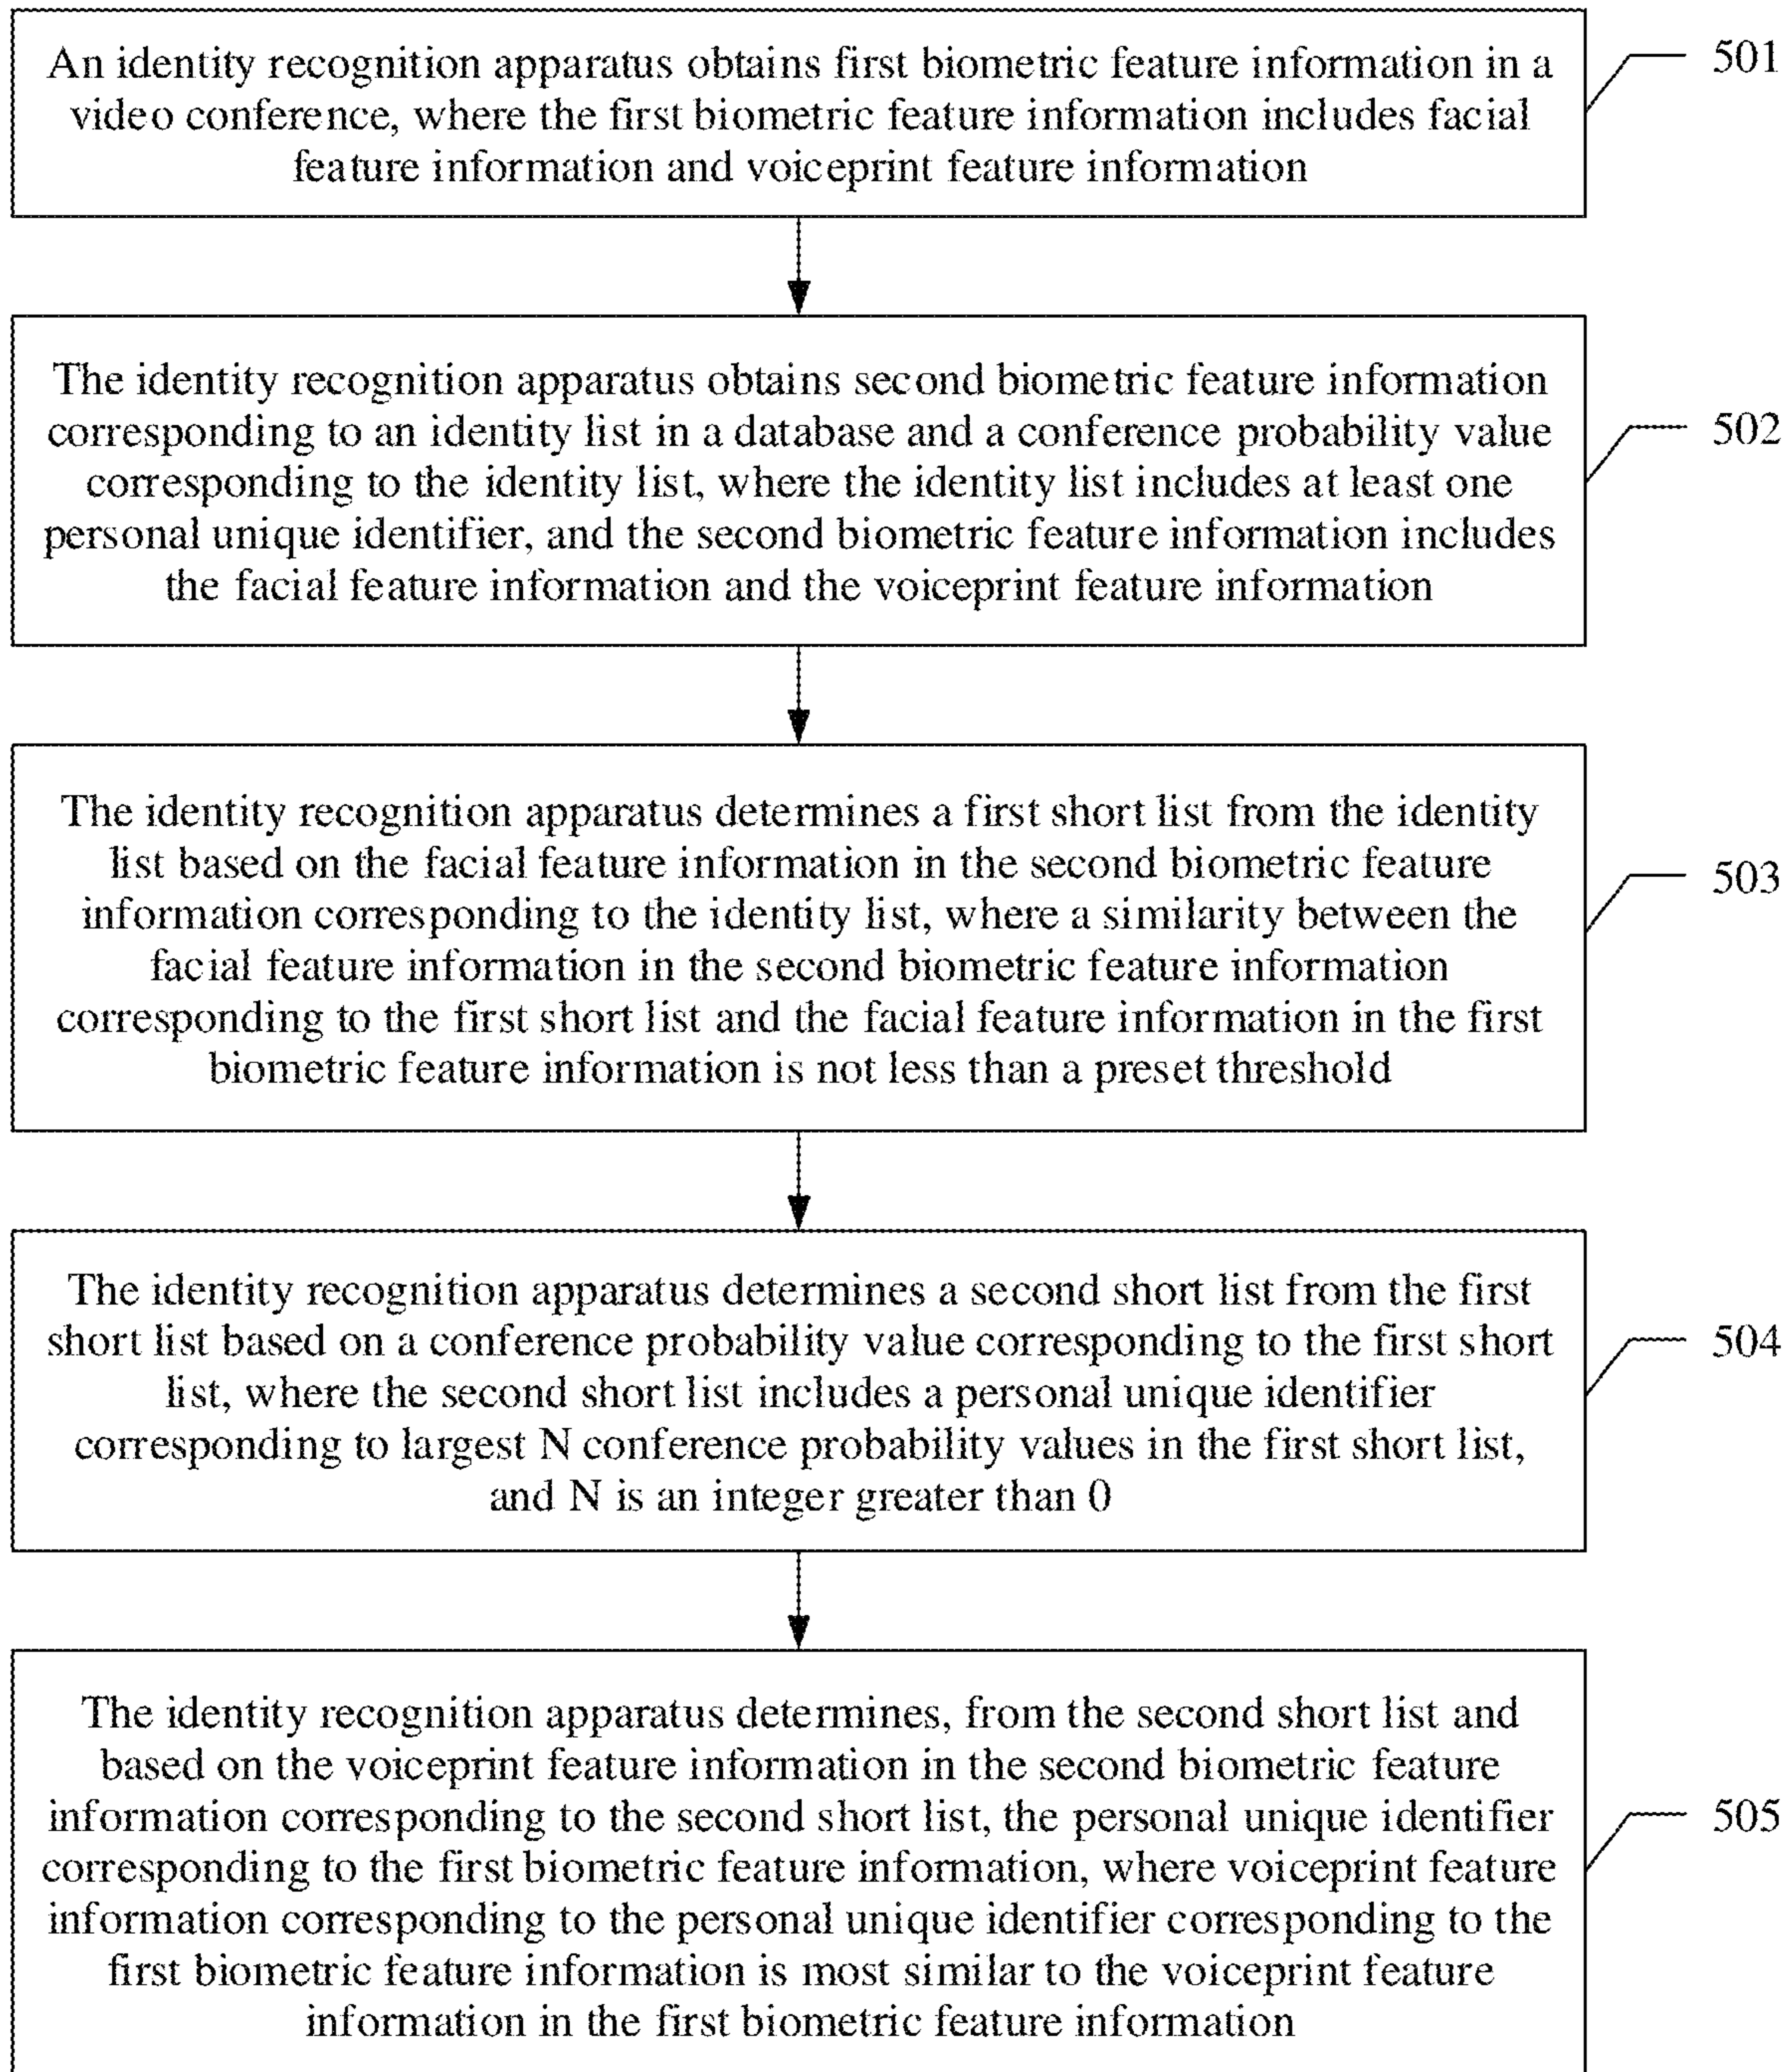 An identity recognition apparatus obtains first biometric feature information in a
video conference, where the first biometric feature information includes facial
feature information and voiceprint feature information
501
The identity recognition apparatus obtains second biometric feature information
corresponding to an identity list in a database and a conference probability value
corresponding to the identity list, where the identity list includes at least one
personal unique identifier, and the second biometric feature information includes
the facial feature information and the voiceprint feature information
502
The identity recognition apparatus determines a first short list from the identity
list based on the facial feature information in the second biometric feature
information corresponding to the identity list, where a similarity between the
facial feature information in the second biometric feature information
corresponding to the first short list and the facial feature information in the first
biometric feature information is not less than a preset threshold
503
The identity recognition apparatus determines a second short list from the first
short list based on a conference probability value corresponding to the first short
list, where the second short list includes a personal unique identifier
corresponding to largest N conference probability values in the first short list,
and N is an integer greater than 0
504
The identity recognition apparatus determines, from the second short list and
based on the voiceprint feature information in the second biometric feature
information corresponding to the second short list, the personal unique identifier
corresponding to the first biometric feature information, where voiceprint feature
information corresponding to the personal unique identifier corresponding to the
first biometric feature information is most similar to the voiceprint feature
information in the first biometric feature information
505